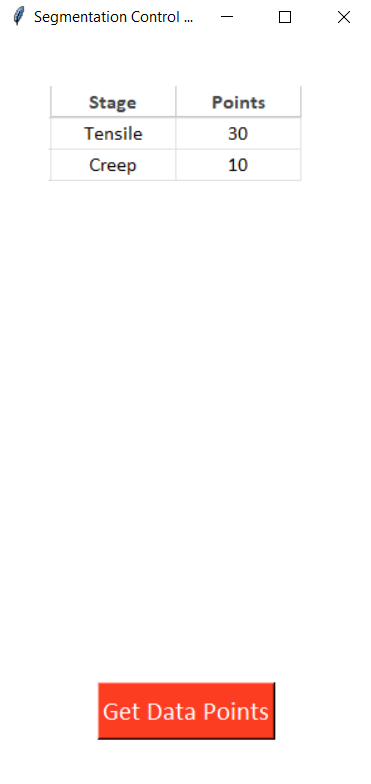 Segmentation Control ...
Stage Points
Tensile 30
Creep 10
Get Data Points